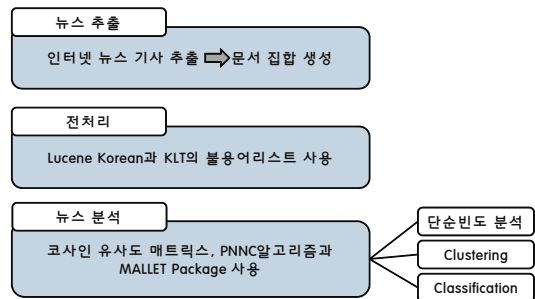 뉴스 추출
인터넷 뉴스 기사 추출 문서 집합 생성
전처리
Lucene Korean과 KLT의 불용어리스트 사용
뉴스 분석
코사인 유사도 매트릭스, PNNC알고리즘과
MALLET Package 사용
단순빈도 분석
Clustering
Classification